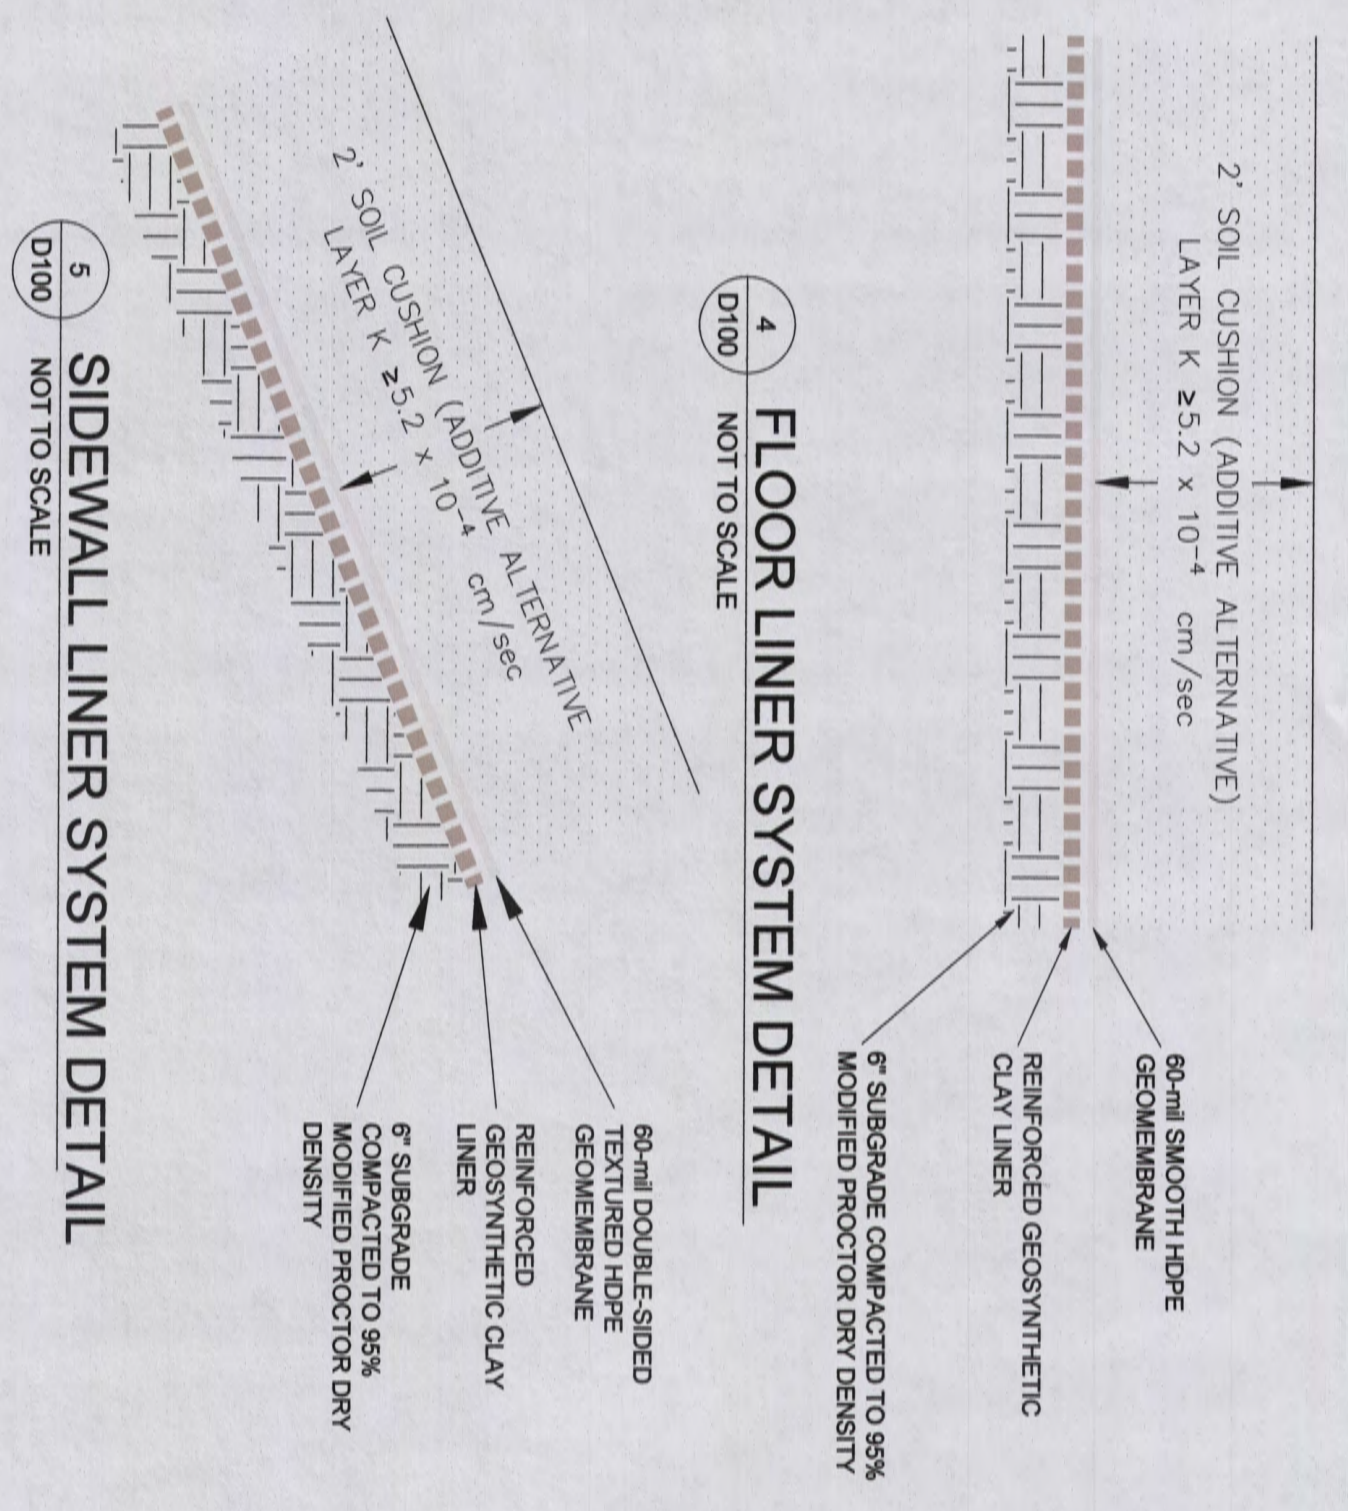 2' SOIL CUSHION (ADDITIVE ALTERNATIVE)
LAYER K ≥5.2 x 10⁻⁴ cm/sec
60-mil SMOOTH HDPE
GEOMEMBRANE
REINFORCED GEOSYNTHETIC
CLAY LINER
6" SUBGRADE COMPACTED TO 95%
MODIFIED PROCTOR DRY DENSITY
4
D100
FLOOR LINER SYSTEM DETAIL
NOT TO SCALE
2' SOIL CUSHION (ADDITIVE ALTERNATIVE
LAYER K ≥5.2 x 10⁻⁴ cm/sec
60-mil DOUBLE-SIDED
TEXTURED HDPE
GEOMEMBRANE
REINFORCED
GEOSYNTHETIC CLAY
LINER
6" SUBGRADE
COMPACTED TO 95%
MODIFIED PROCTOR DRY
DENSITY
5
D100
SIDEWALL LINER SYSTEM DETAIL
NOT TO SCALE